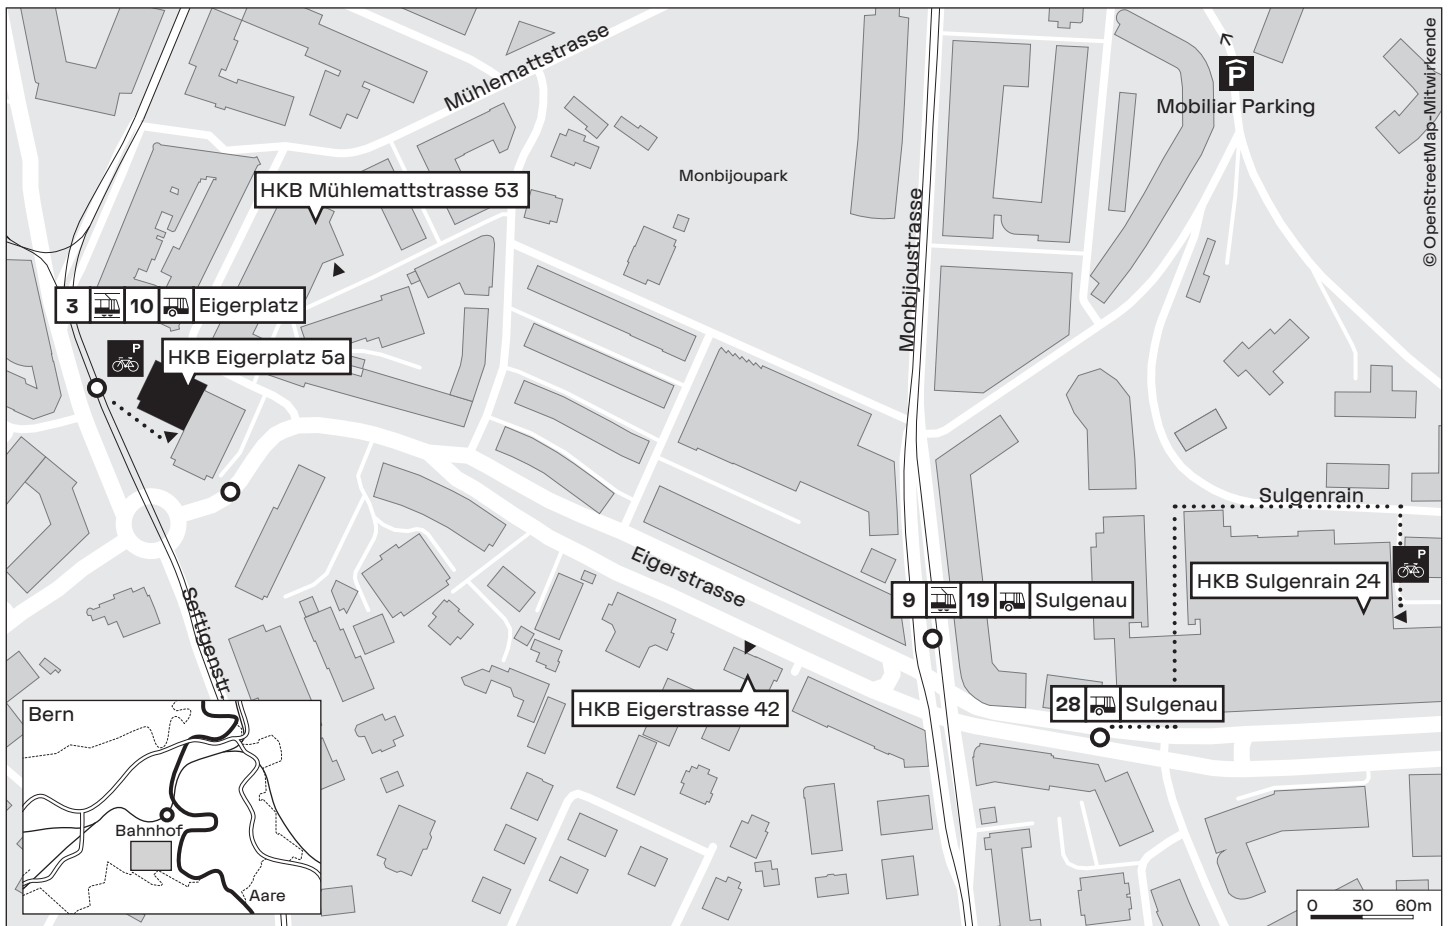 © OpenStreetMap-Mitwirkende
Mühlemattstrasse
P
Mobiliar Parking
Monbijoupark
HKB Mühlemattstrasse 53
Monbijoustrasse
3 10 Eigerplatz
P
HKB Eigerplatz 5a
Sulgenrain
P
HKB Sulgenrain 24
Eigerstrasse
9 19 Sulgenau
Seftigenstr.
HKB Eigerstrasse 42
28 Sulgenau
Bern
Bahnhof
Aare
0 30 60m